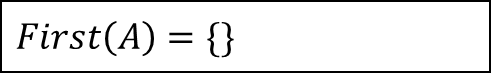 First(A) = {}